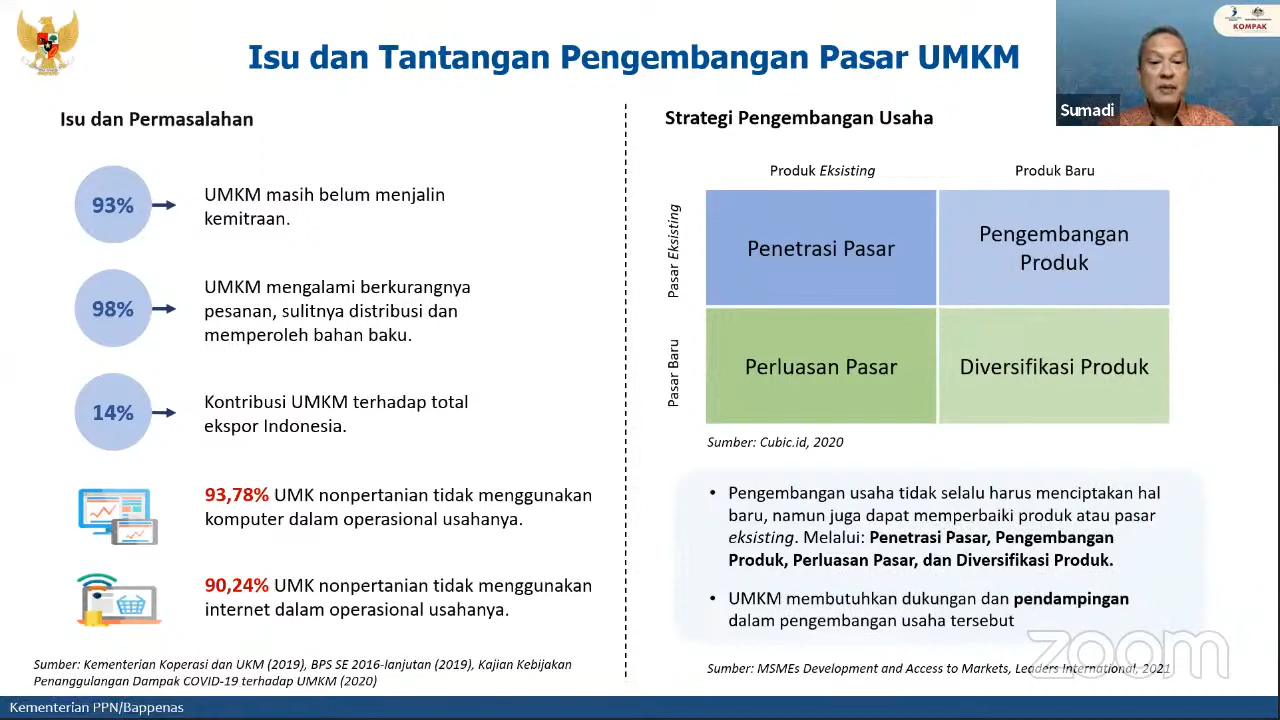 Isu dan Tantangan Pengembangan Pasar UMKM
KOMPAK
Sumadi
Isu dan Permasalahan
93%
UMKM masih belum menjalin
kemitraan.
98%
UMKM mengalami berkurangnya
pesanan, sulitnya distribusi dan
memperoleh bahan baku.
14%
Kontribusi UMKM terhadap total
ekspor Indonesia.
93,78% UMK nonpertanian tidak menggunakan
komputer dalam operasional usahanya.
90,24% UMK nonpertanian tidak menggunakan
internet dalam operasional usahanya.
Sumber: Kementerian Koperasi dan UKM (2019), BPS SE 2016-lanjutan (2019), Kajian Kebijakan
Penanggulangan Dampak COVID-19 terhadap UMKM (2020)
Strategi Pengembangan Usaha
Produk Eksisting
Produk Baru
Pasar Eksisting
Penetrasi Pasar
Pengembangan
Produk
Pasar Baru
Perluasan Pasar
Diversifikasi Produk
Sumber: Cubic.id, 2020
• Pengembangan usaha tidak selalu harus menciptakan hal
baru, namun juga dapat memperbaiki produk atau pasar
eksisting. Melalui: Penetrasi Pasar, Pengembangan
Produk, Perluasan Pasar, dan Diversifikasi Produk.
• UMKM membutuhkan dukungan dan pendampingan
dalam pengembangan usaha tersebut
zoom
Sumber: MSMEs Development and Access to Markets, Leaders International, 2021
Kementerian PPN/Bappenas